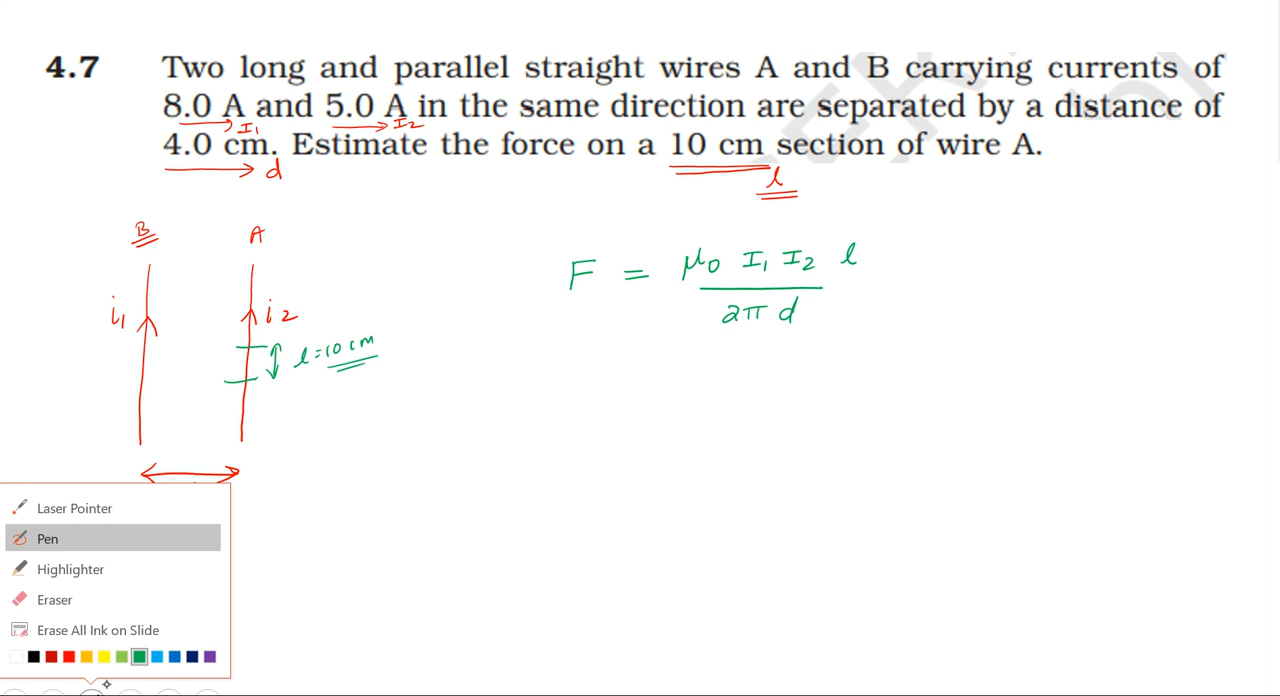 4.7 Two long and parallel straight wires A and B carrying currents of
8.0 A and 5.0 A in the same direction are separated by a distance of
I1 I2
4.0 cm. Estimate the force on a 10 cm section of wire A.
d l
B A
F = μ0 I1 I2 l
2π d
i1 i2
l=10 cm
Laser Pointer
Pen
Highlighter
Eraser
Erase All Ink on Slide